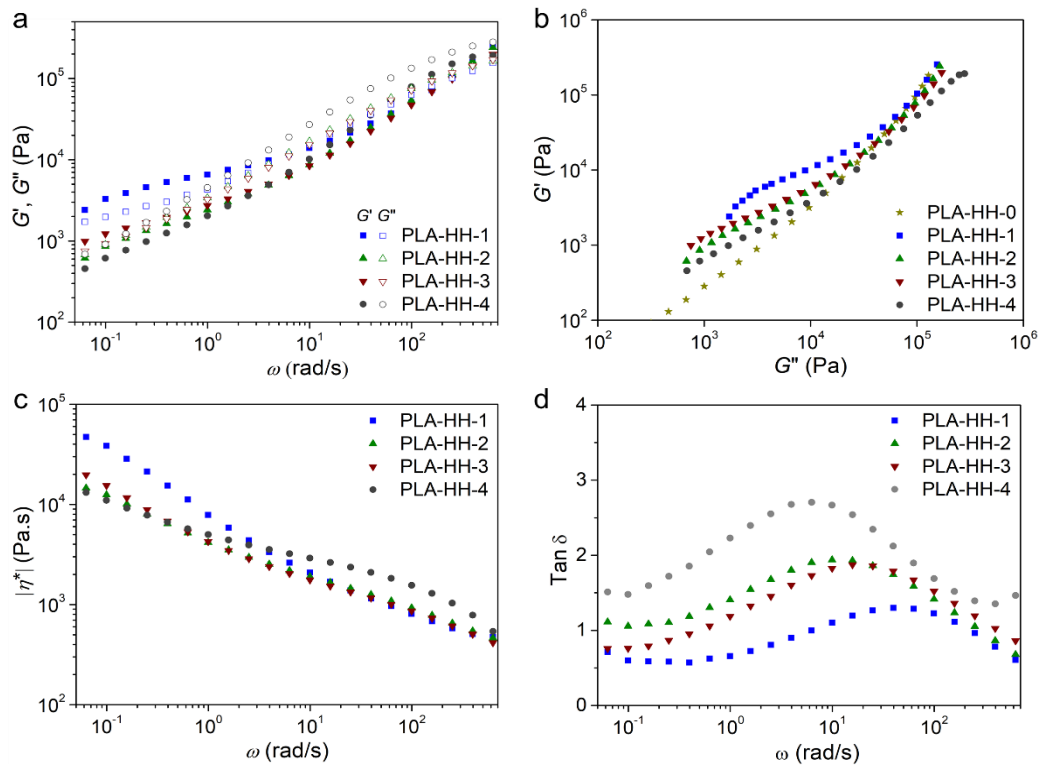 a
G', G" (Pa)
10^5
10^4
10^3
10^2
10^-1
10^0
10^1
10^2
ω (rad/s)
G' G"
PLA-HH-1
PLA-HH-2
PLA-HH-3
PLA-HH-4
b
G' (Pa)
10^6
10^5
10^4
10^3
10^2
10^2
10^3
10^4
10^5
10^6
G" (Pa)
PLA-HH-0
PLA-HH-1
PLA-HH-2
PLA-HH-3
PLA-HH-4
c
|η*| (Pa.s)
10^5
10^4
10^3
10^2
10^-1
10^0
10^1
10^2
ω (rad/s)
PLA-HH-1
PLA-HH-2
PLA-HH-3
PLA-HH-4
d
Tan δ
4
3
2
1
0
10^-1
10^0
10^1
10^2
ω (rad/s)
PLA-HH-1
PLA-HH-2
PLA-HH-3
PLA-HH-4